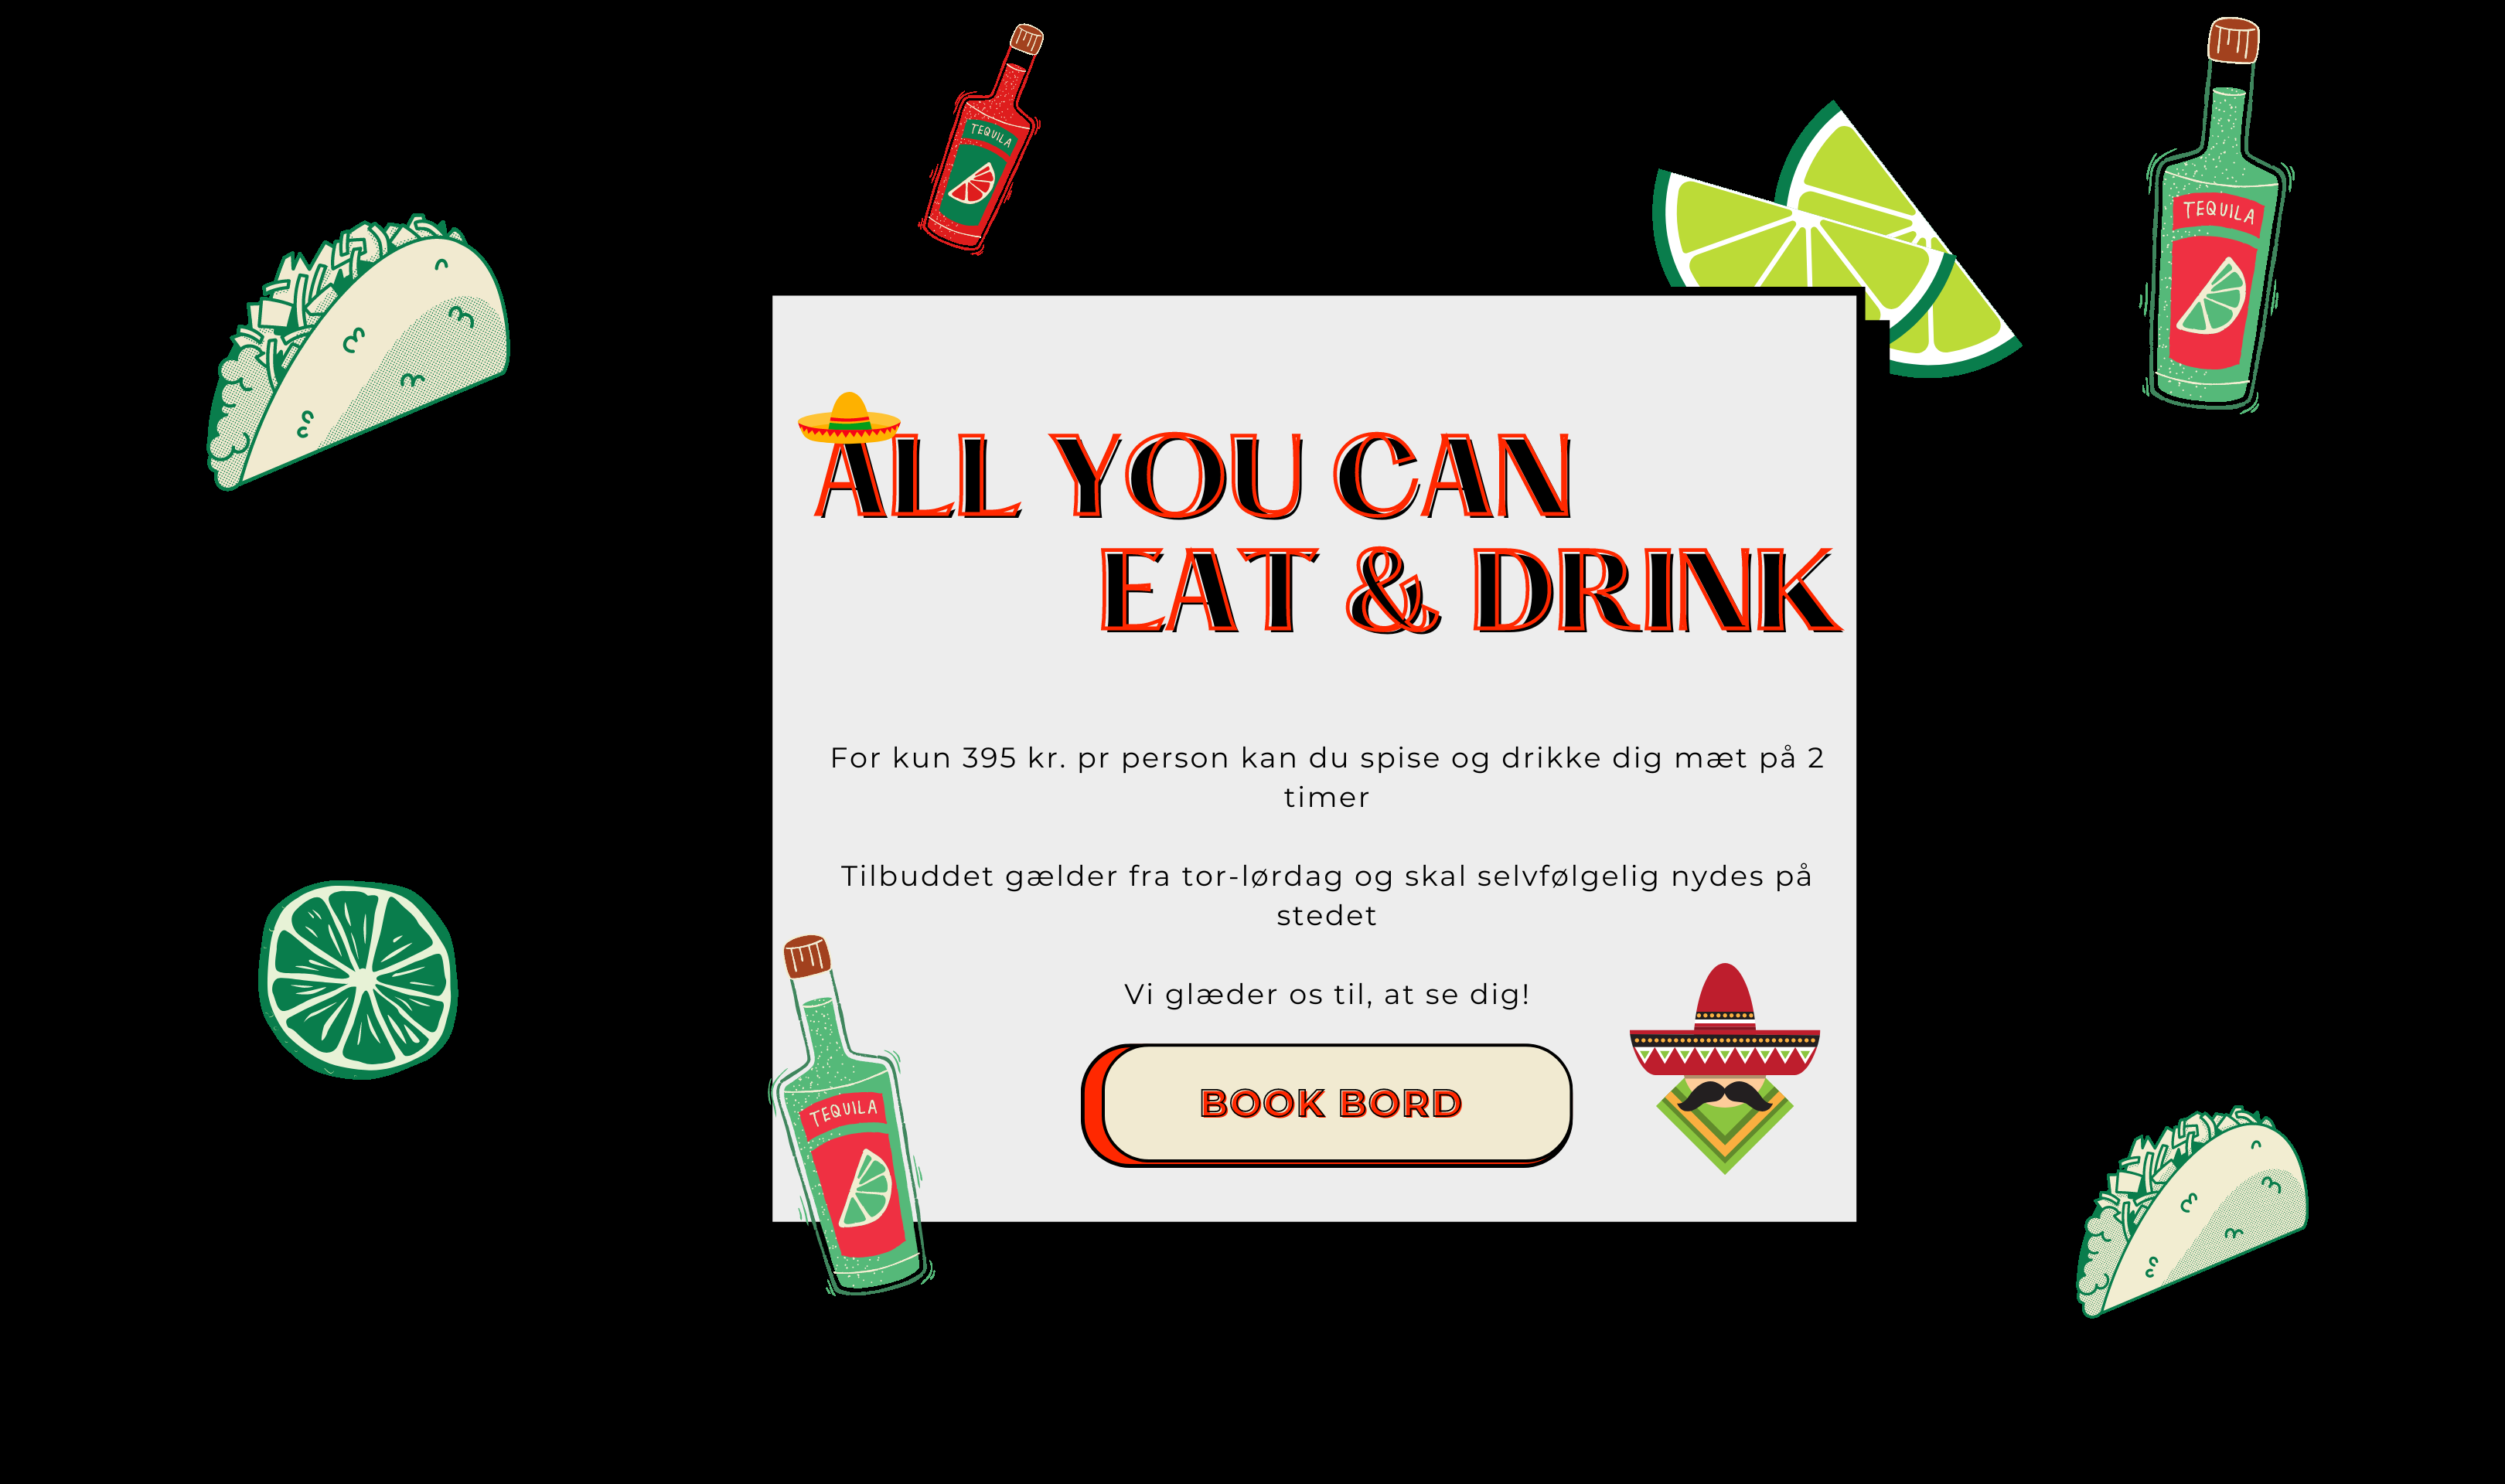 TEQUILA
TEQUILA
ALL YOU CAN
EAT & DRINK
For kun 395 kr. pr person kan du spise og drikke dig mæt på 2
timer
Tilbuddet gælder fra tor-lørdag og skal selvfølgelig nydes på
stedet
Vi glæder os til, at se dig!
BOOK BORD
TEQUILA